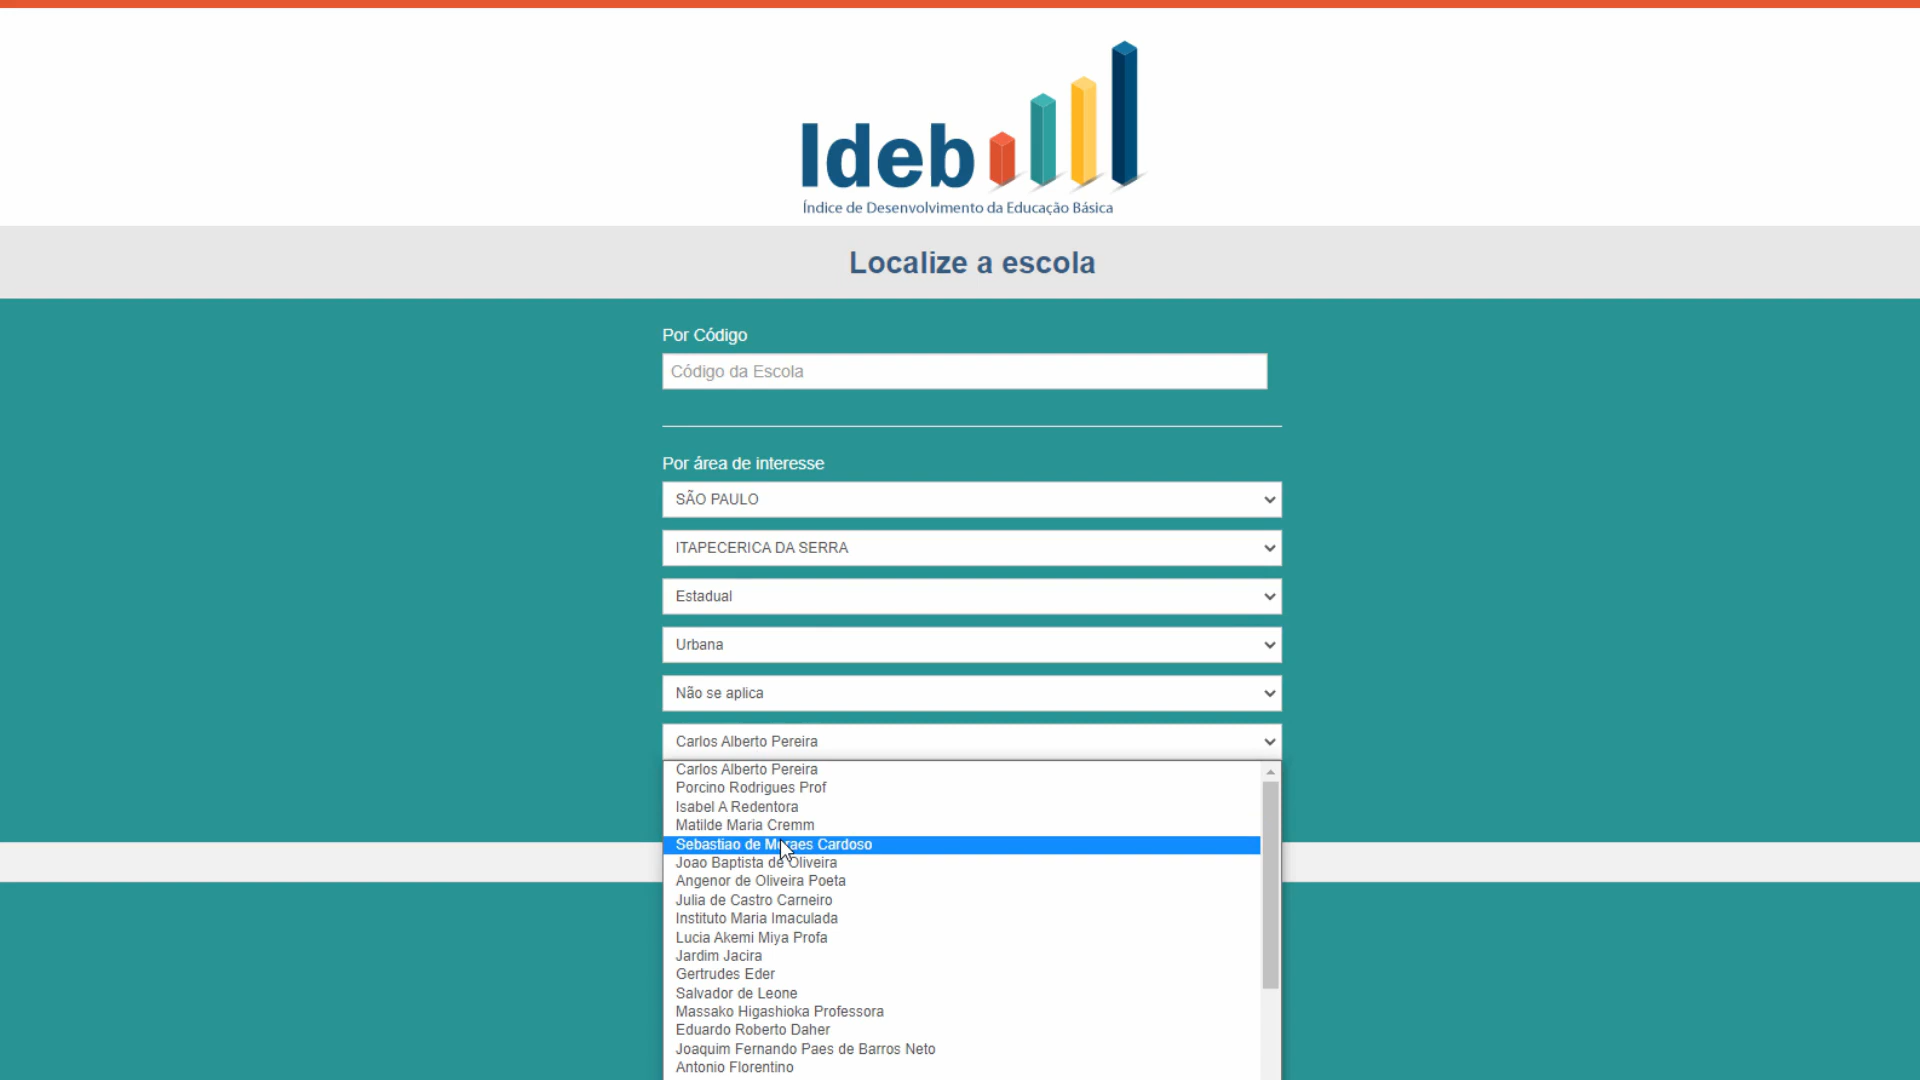 Ideb
Índice de Desenvolvimento da Educação Básica
Localize a escola
Por Código
Código da Escola
Por área de interesse
SÃO PAULO
ITAPECERICA DA SERRA
Estadual
Urbana
Não se aplica
Carlos Alberto Pereira
Carlos Alberto Pereira
Porcino Rodrigues Prof
Isabel A Redentora
Matilde Maria Cremm
Sebastiao de Moraes Cardoso
Joao Baptista de Oliveira
Angenor de Oliveira Poeta
Julia de Castro Carneiro
Instituto Maria Imaculada
Lucia Akemi Miya Profa
Jardim Jacira
Gertrudes Eder
Salvador de Leone
Massako Higashioka Professora
Eduardo Roberto Daher
Joaquim Fernando Paes de Barros Neto
Antonio Florentino